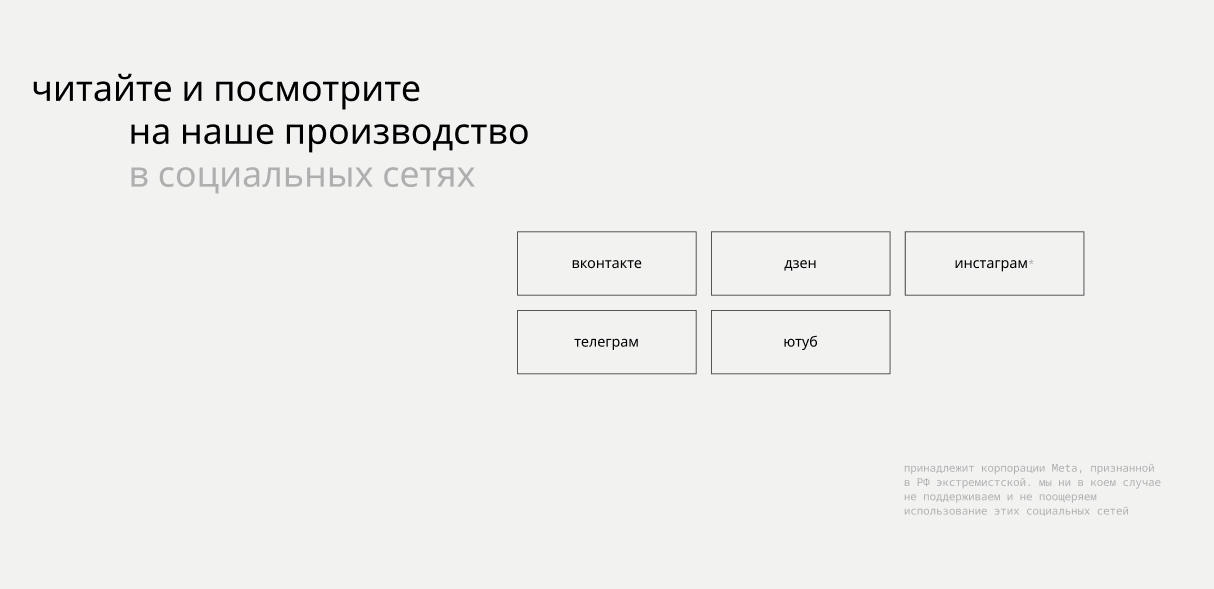 читайте и посмотрите
на наше производство
в социальных сетях
вконтакте
дзен
инстаграм*
телеграм
ютуб
принадлежит корпорации Meta, признанной
в РФ экстремистской. мы ни в коем случае
не поддерживаем и не поощряем
использование этих социальных сетей